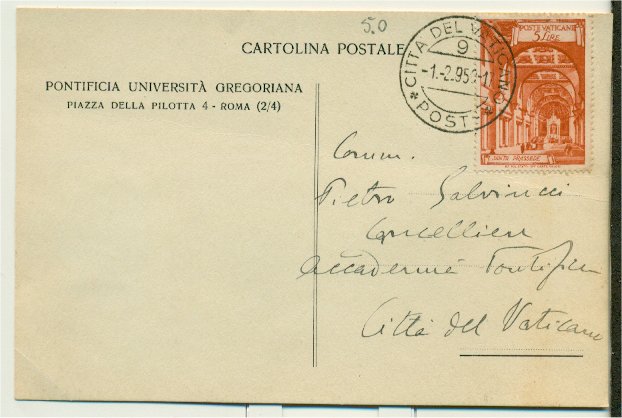 5.0
CARTOLINA POSTALE
PONTIFICIA UNIVERSITÀ GREGORIANA
PIAZZA DELLA PILOTTA 4 - ROMA (2/4)
CITTÀ DEL VATICANO
9
-1.-2.95
POSTE
POSTE VATICANE
5 LIRE
SANTA PRASSEDE
Comm.
Pietro Salviucci
Cancelliere
Accademia Pontificia
Città del Vaticano